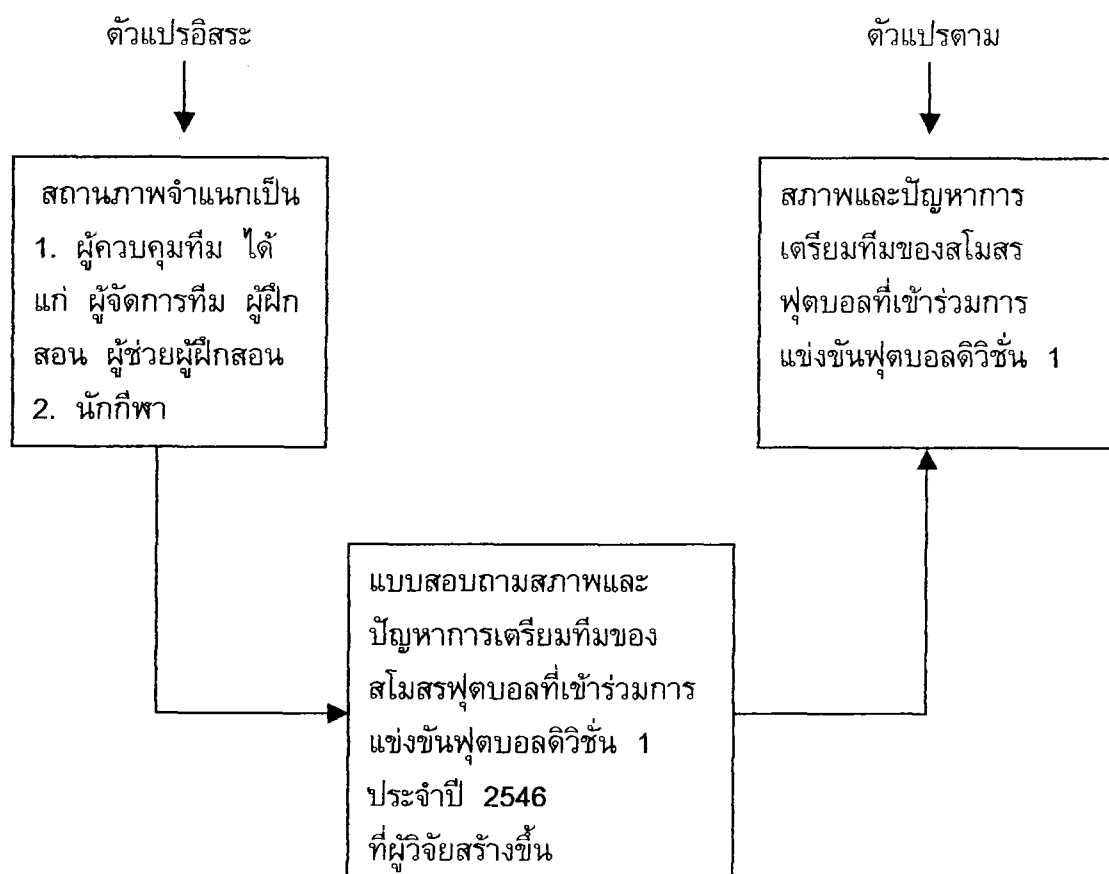 ตัวแปรอิสระ
ตัวแปรตาม
สถานภาพจำแนกเป็น
1. ผู้ควบคุมทีม ได้
แก่ ผู้จัดการทีม ผู้ฝึก
สอน ผู้ช่วยผู้ฝึกสอน
2. นักกีฬา
สภาพและปัญหาการ
เตรียมทีมของสโมสร
ฟุตบอลที่เข้าร่วมการ
แข่งขันฟุตบอลดิวิชั่น 1
แบบสอบถามสภาพและ
ปัญหาการเตรียมทีมของ
สโมสรฟุตบอลที่เข้าร่วมการ
แข่งขันฟุตบอลดิวิชั่น 1
ประจำปี 2546
ที่ผู้วิจัยสร้างขึ้น